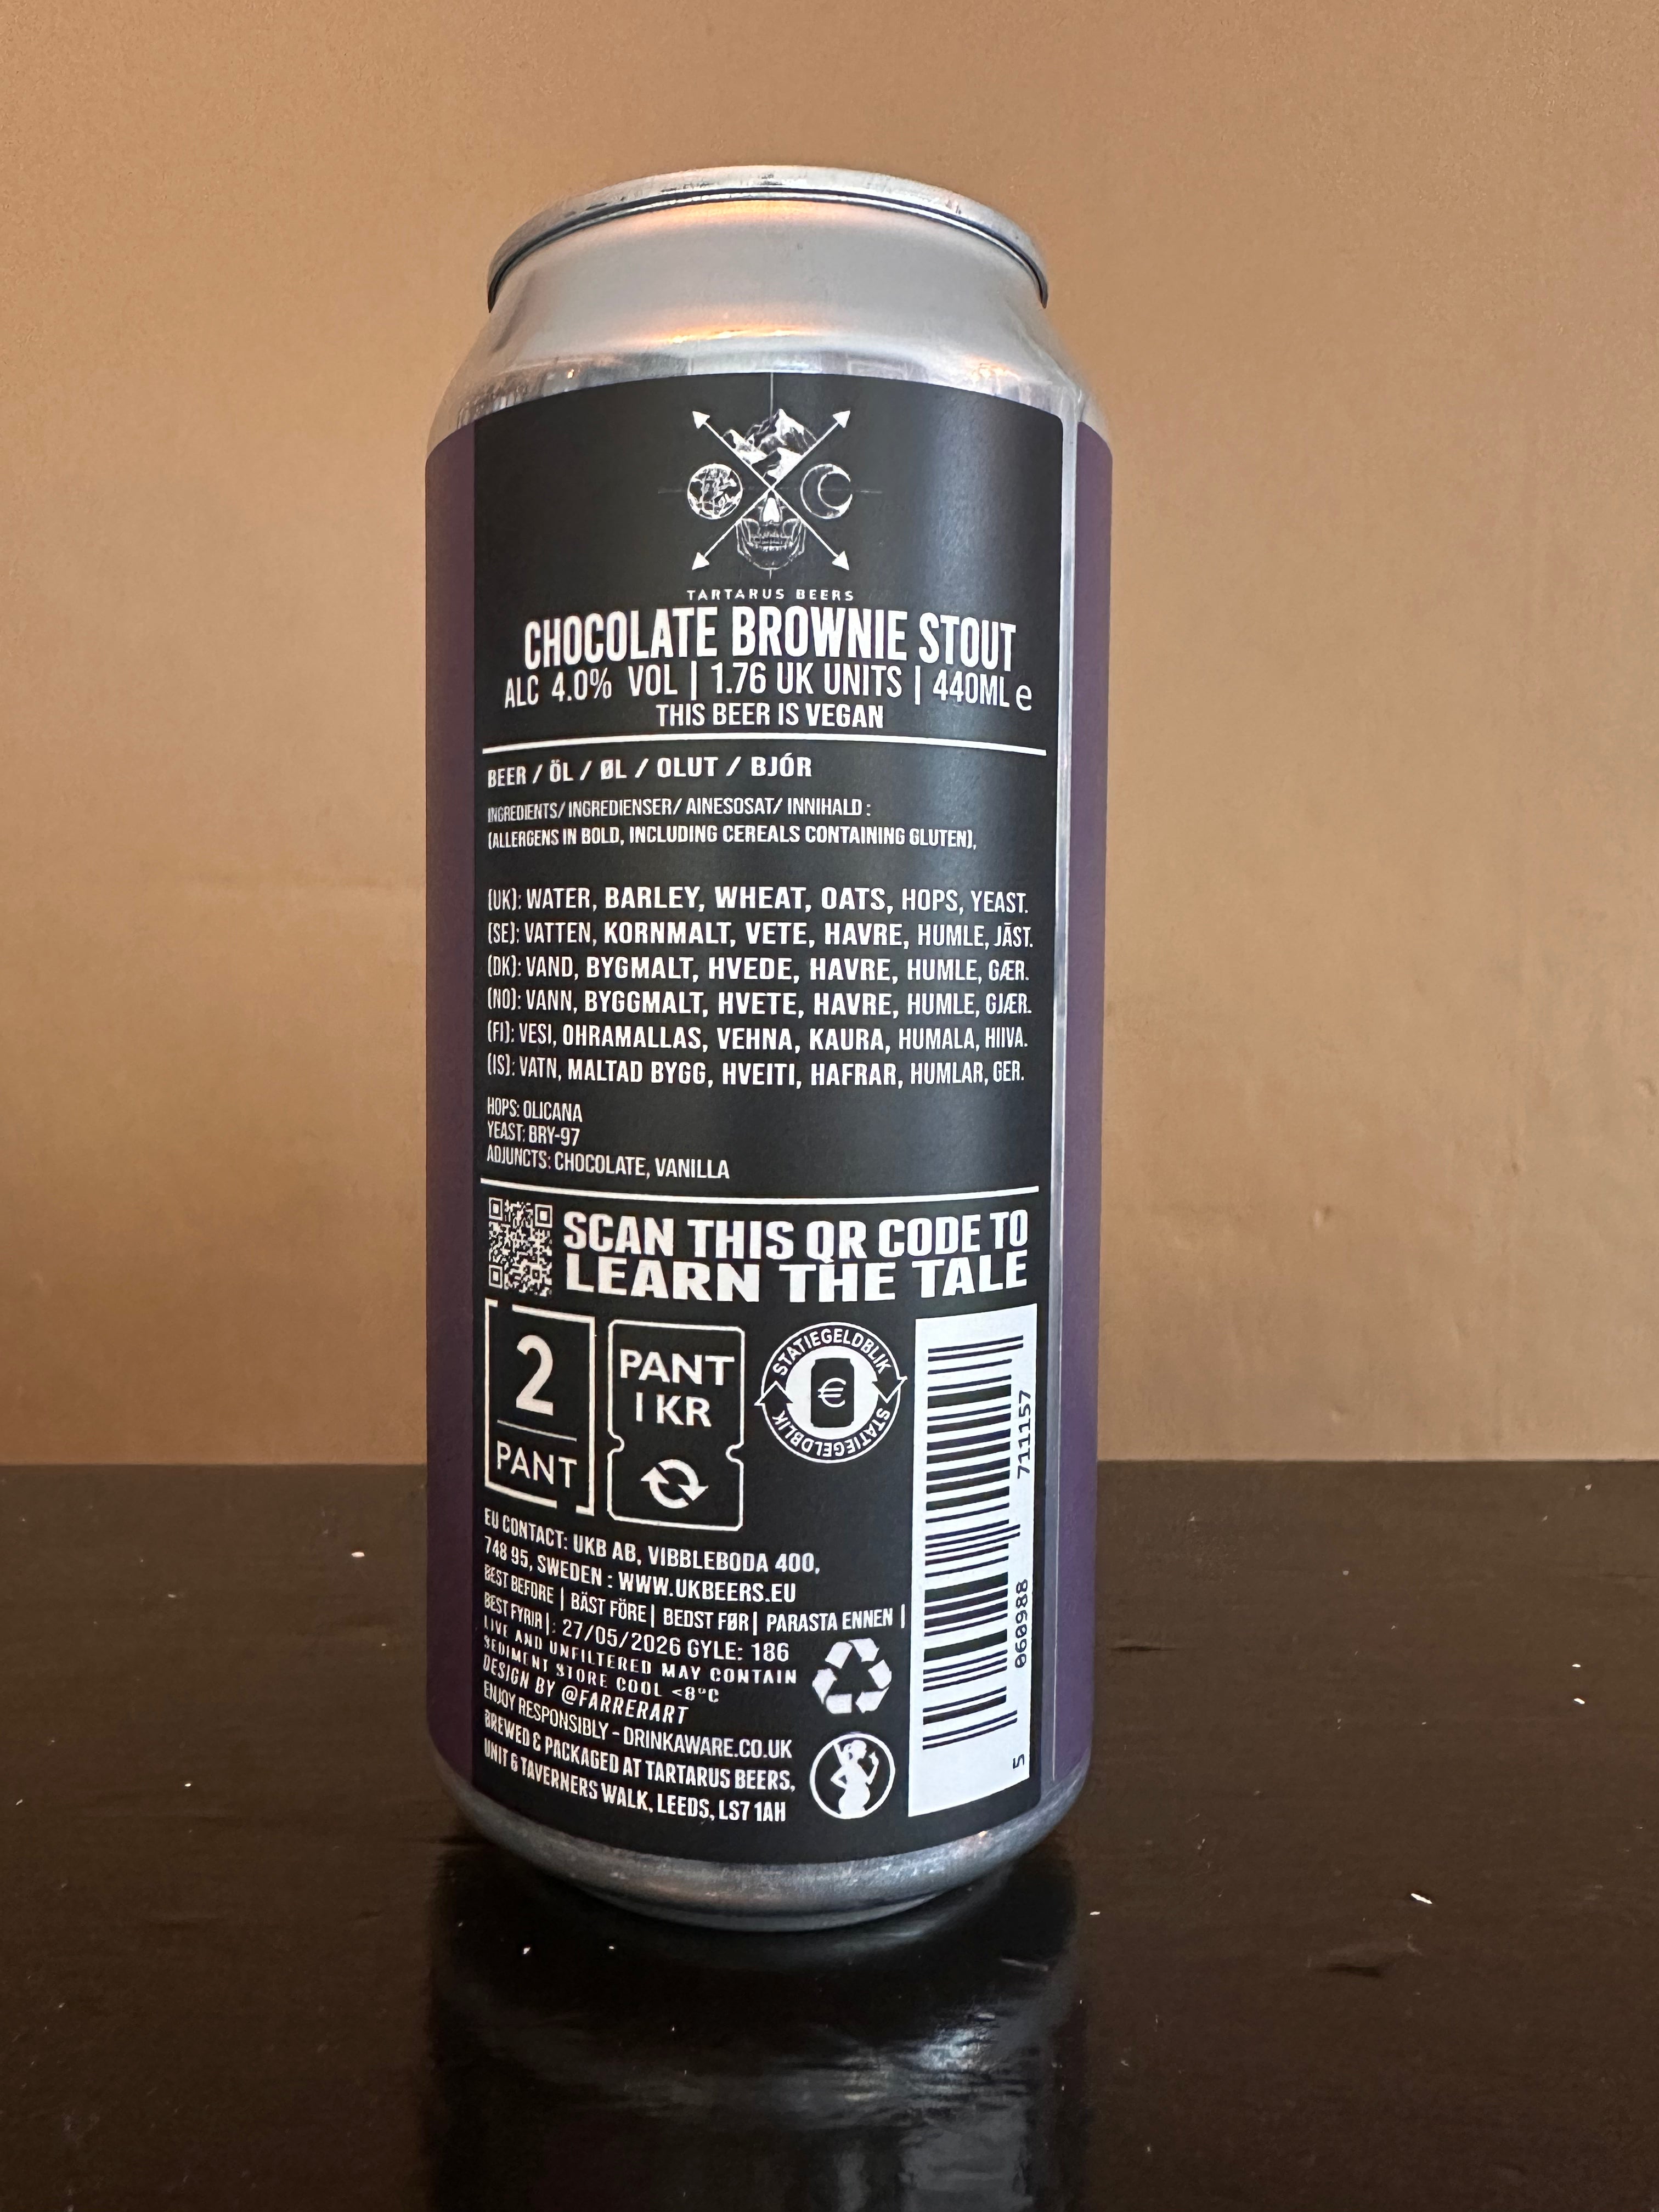 TARTARUS BEERS
CHOCOLATE BROWNIE STOUT
ALC 4.0% VOL | 1.76 UK UNITS | 440ML e
THIS BEER IS VEGAN
BEER / ÖL / ØL / OLUT / BJÓR
INGREDIENTS/ INGREDIENSER/ AINESOSAT/ INNIHALD :
(ALLERGENS IN BOLD, INCLUDING CEREALS CONTAINING GLUTEN),
(UK): WATER, BARLEY, WHEAT, OATS, HOPS, YEAST.
(SE): VATTEN, KORNMALT, VETE, HAVRE, HUMLE, JÄST.
(DK): VAND, BYGMALT, HVEDE, HAVRE, HUMLE, GÆR.
(NO): VANN, BYGGMALT, HVETE, HAVRE, HUMLE, GJÆR.
(FI): VESI, OHRAMALLAS, VEHNA, KAURA, HUMALA, HIIVA.
(IS): VATN, MALTAD BYGG, HVEITI, HAFRAR, HUMLAR, GER.
HOPS: OLICANA
YEAST: BRY-97
ADJUNCTS: CHOCOLATE, VANILLA
SCAN THIS QR CODE TO
LEARN THE TALE
2
PANT
PANT
1 KR
STATIEGELDBLIK
€
STATIEGELDBLIK
5 060988 711157
EU CONTACT: UKB AB, VIBBLEBODA 400,
748 95, SWEDEN : WWW.UKBEERS.EU
BEST BEFORE | BÄST FÖRE | BEDST FØR | PARASTA ENNEN |
BEST FYRIR |: 27/05/2026 GYLE: 186
LIVE AND UNFILTERED MAY CONTAIN
SEDIMENT STORE COOL <8°C
DESIGN BY @FARRERART
ENJOY RESPONSIBLY - DRINKAWARE.CO.UK
BREWED & PACKAGED AT TARTARUS BEERS,
UNIT 6 TAVERNERS WALK, LEEDS, LS7 1AH